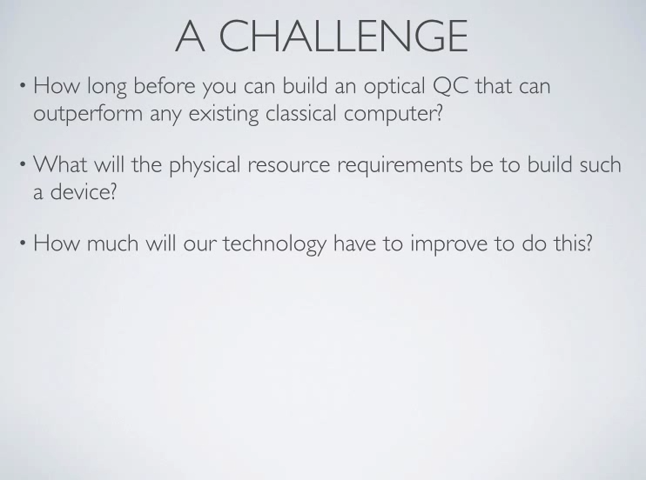 A CHALLENGE
• How long before you can build an optical QC that can
outperform any existing classical computer?
• What will the physical resource requirements be to build such
a device?
• How much will our technology have to improve to do this?